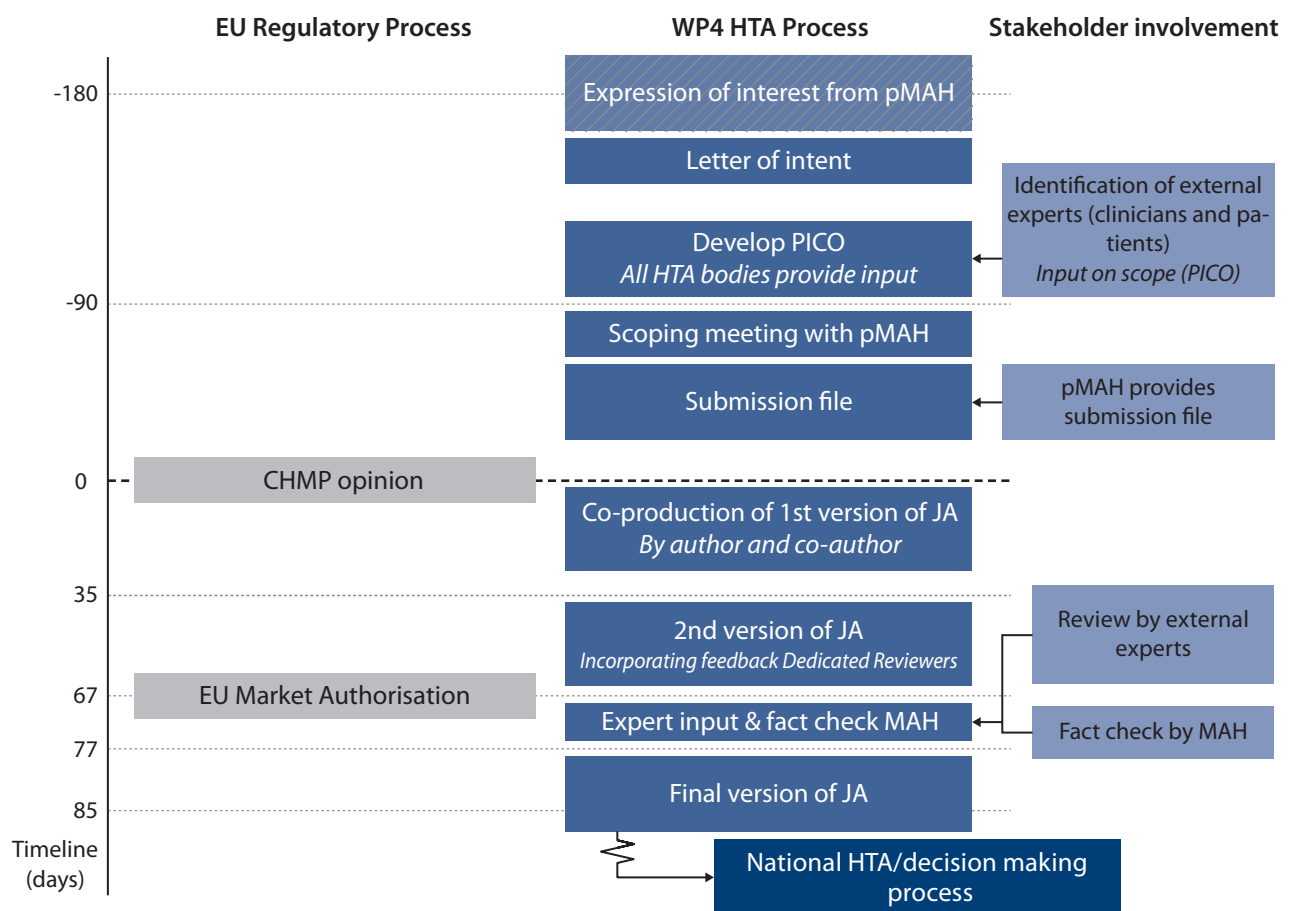 EU Regulatory Process
WP4 HTA Process
Stakeholder involvement
-180
Expression of interest from pMAH
Letter of intent
Identification of external
experts (clinicians and pa-
tients)
Input on scope (PICO)
Develop PICO
All HTA bodies provide input
-90
Scoping meeting with pMAH
Submission file
pMAH provides
submission file
0
CHMP opinion
Co-production of 1st version of JA
By author and co-author
35
2nd version of JA
Incorporating feedback Dedicated Reviewers
Review by external
experts
67
EU Market Authorisation
Expert input & fact check MAH
Fact check by MAH
77
Final version of JA
85
Timeline
(days)
National HTA/decision making
process